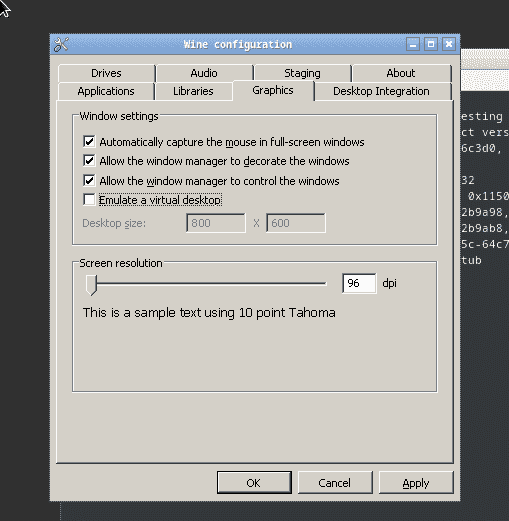 Wine configuration
Drives
Audio
Staging
About
Applications
Libraries
Graphics
Desktop Integration
Window settings
Automatically capture the mouse in full-screen windows
Allow the window manager to decorate the windows
Allow the window manager to control the windows
Emulate a virtual desktop
Desktop size:
800
X
600
Screen resolution
96
dpi
This is a sample text using 10 point Tahoma
OK
Cancel
Apply
esting
ct vers
6c3d0,
32
0x1150
2b9a98,
2b9ab8,
5c-64c7
tub